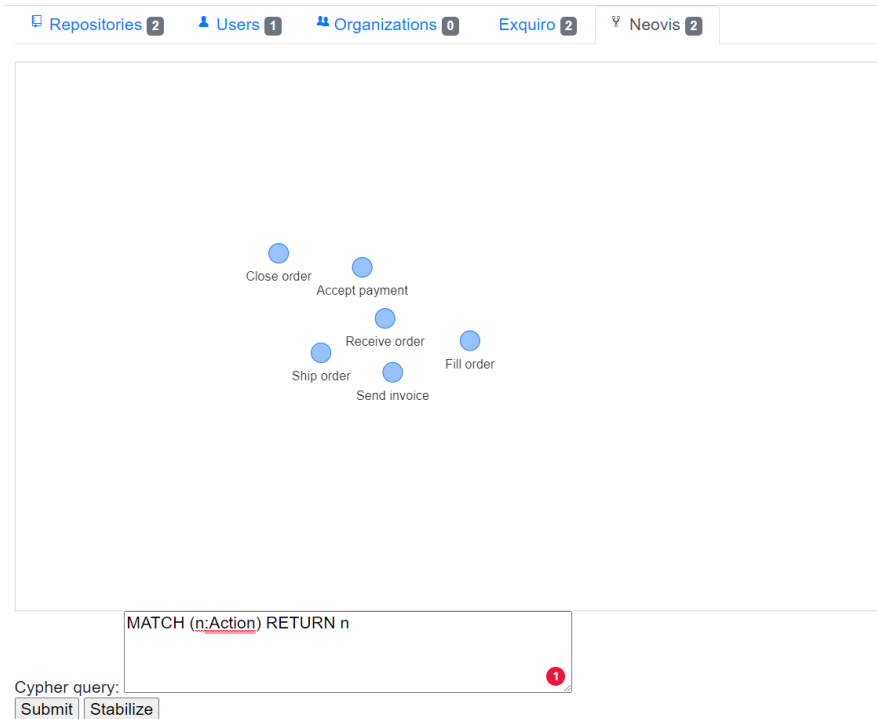 Repositories 2 Users 1 Organizations 0 Exquiro 2 Neovis 2
Close order
Accept payment
Receive order
Fill order
Ship order
Send invoice
MATCH (n:Action) RETURN n
1
Cypher query:
Submit Stabilize